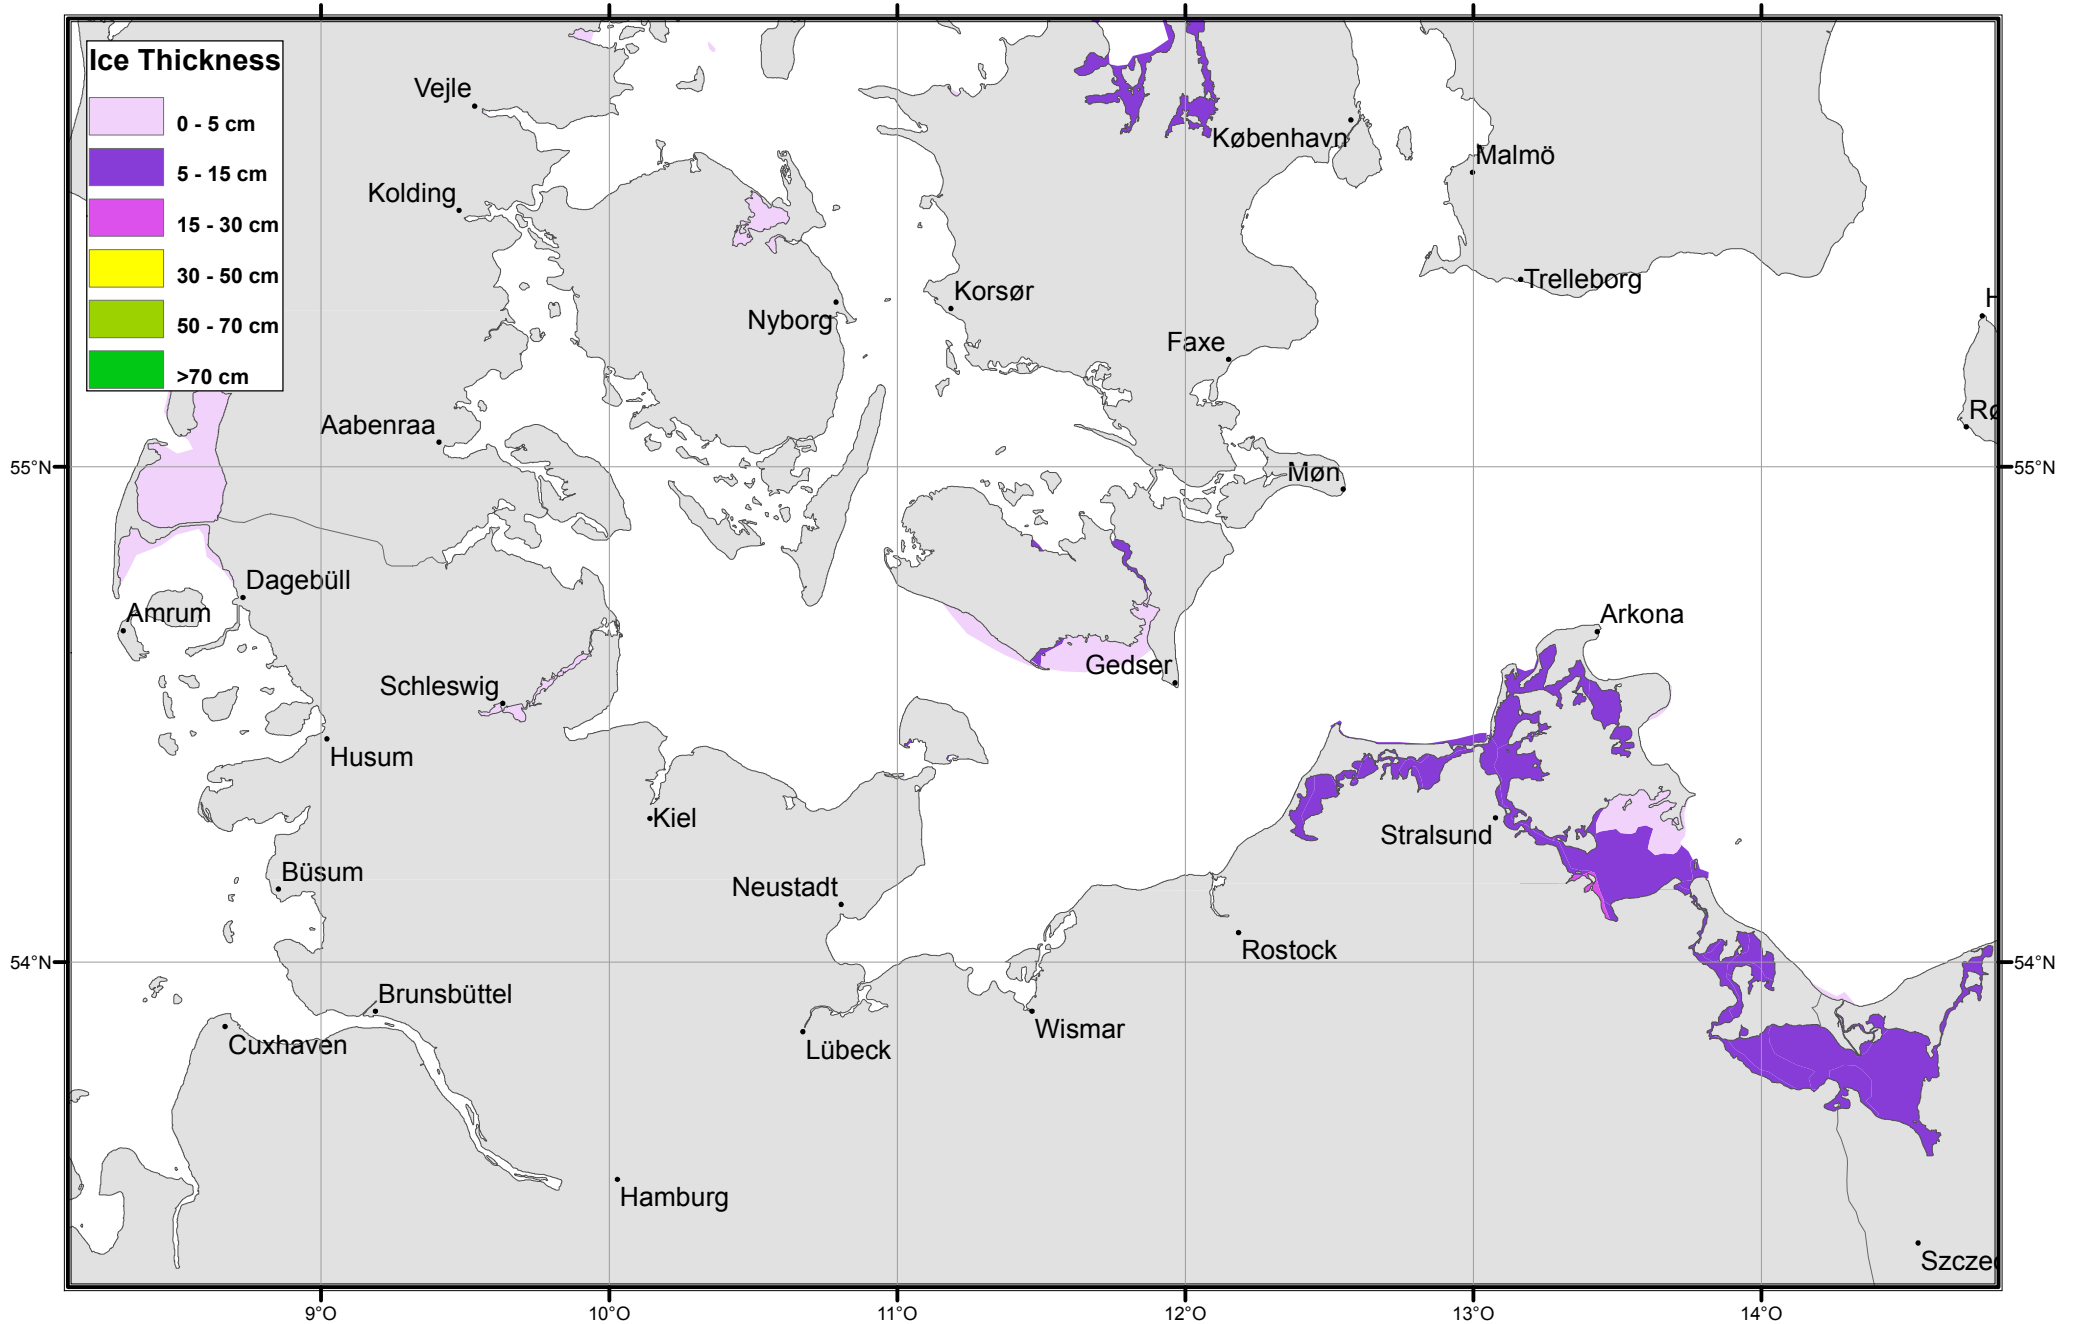 Ice Thickness
0 - 5 cm
5 - 15 cm
15 - 30 cm
30 - 50 cm
50 - 70 cm
>70 cm
Vejle
København
Malmö
Kolding
Trelleborg
Korsør
H
Nyborg
Faxe
Rø
Aabenraa
55°N
Møn
55°N
Dagebüll
Amrum
Arkona
Gedser
Schleswig
Husum
Kiel
Stralsund
Büsum
Neustadt
Rostock
54°N
54°N
Brunsbüttel
Cuxhaven
Wismar
Lübeck
Hamburg
Szcze
9°O
10°O
11°O
12°O
13°O
14°O